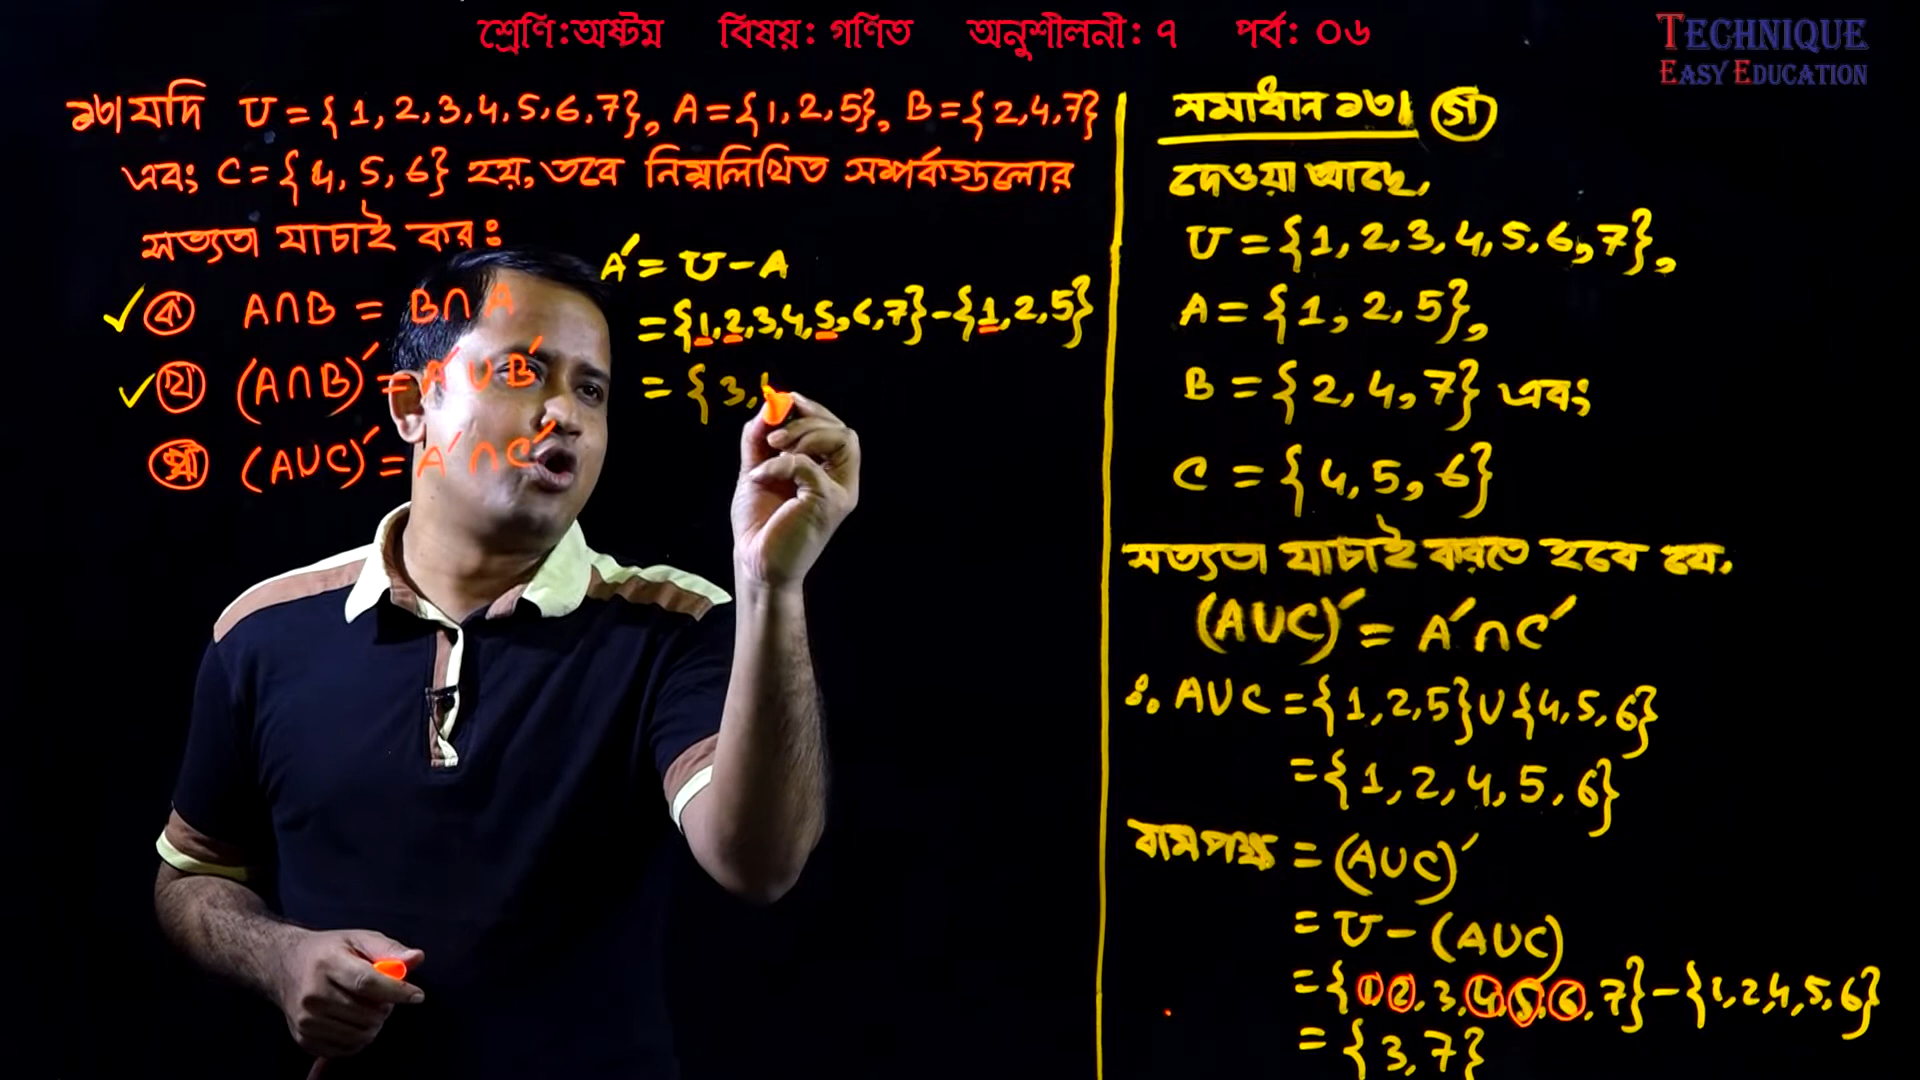 শ্রেণি:অষ্টম বিষয়: গণিত অনুশীলনী: ৭ পর্ব: ০৬
TECHNIQUE
EASY EDUCATION
১৩। যদি U = {1, 2, 3, 4, 5, 6, 7}, A = {1, 2, 5}, B = {2, 4, 7}
এবং C = {4, 5, 6} হয়, তবে নিম্নলিখিত সম্পর্কগুলোর
সত্যতা যাচাই কর:
✓ ক A∩B = B∩A
✓ খ (A∩B)′ = A′∪B′
গ (A∪C)′ = A′∩C′
A′ = U − A
= {1,2,3,4,5,6,7} − {1,2,5}
= {3,
সমাধান ১৩। গ
দেওয়া আছে,
U = {1, 2, 3, 4, 5, 6, 7},
A = {1, 2, 5},
B = {2, 4, 7} এবং
C = {4, 5, 6}
সত্যতা যাচাই করতে হবে যে,
(A∪C)′ = A′∩C′
∴ A∪C = {1,2,5}∪{4,5,6}
= {1, 2, 4, 5, 6}
বামপক্ষ = (A∪C)′
= U − (A∪C)
= {1,2,3,4,5,6,7} − {1,2,4,5,6}
= {3,7}